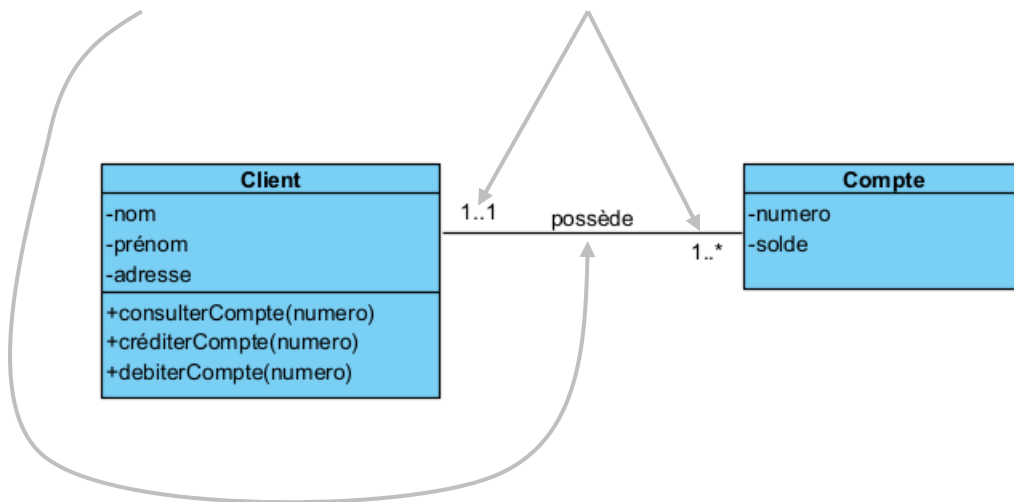 Client
-nom
-prénom
-adresse
+consulterCompte(numero)
+créditerCompte(numero)
+debiterCompte(numero)
1..1
possède
1..*
Compte
-numero
-solde